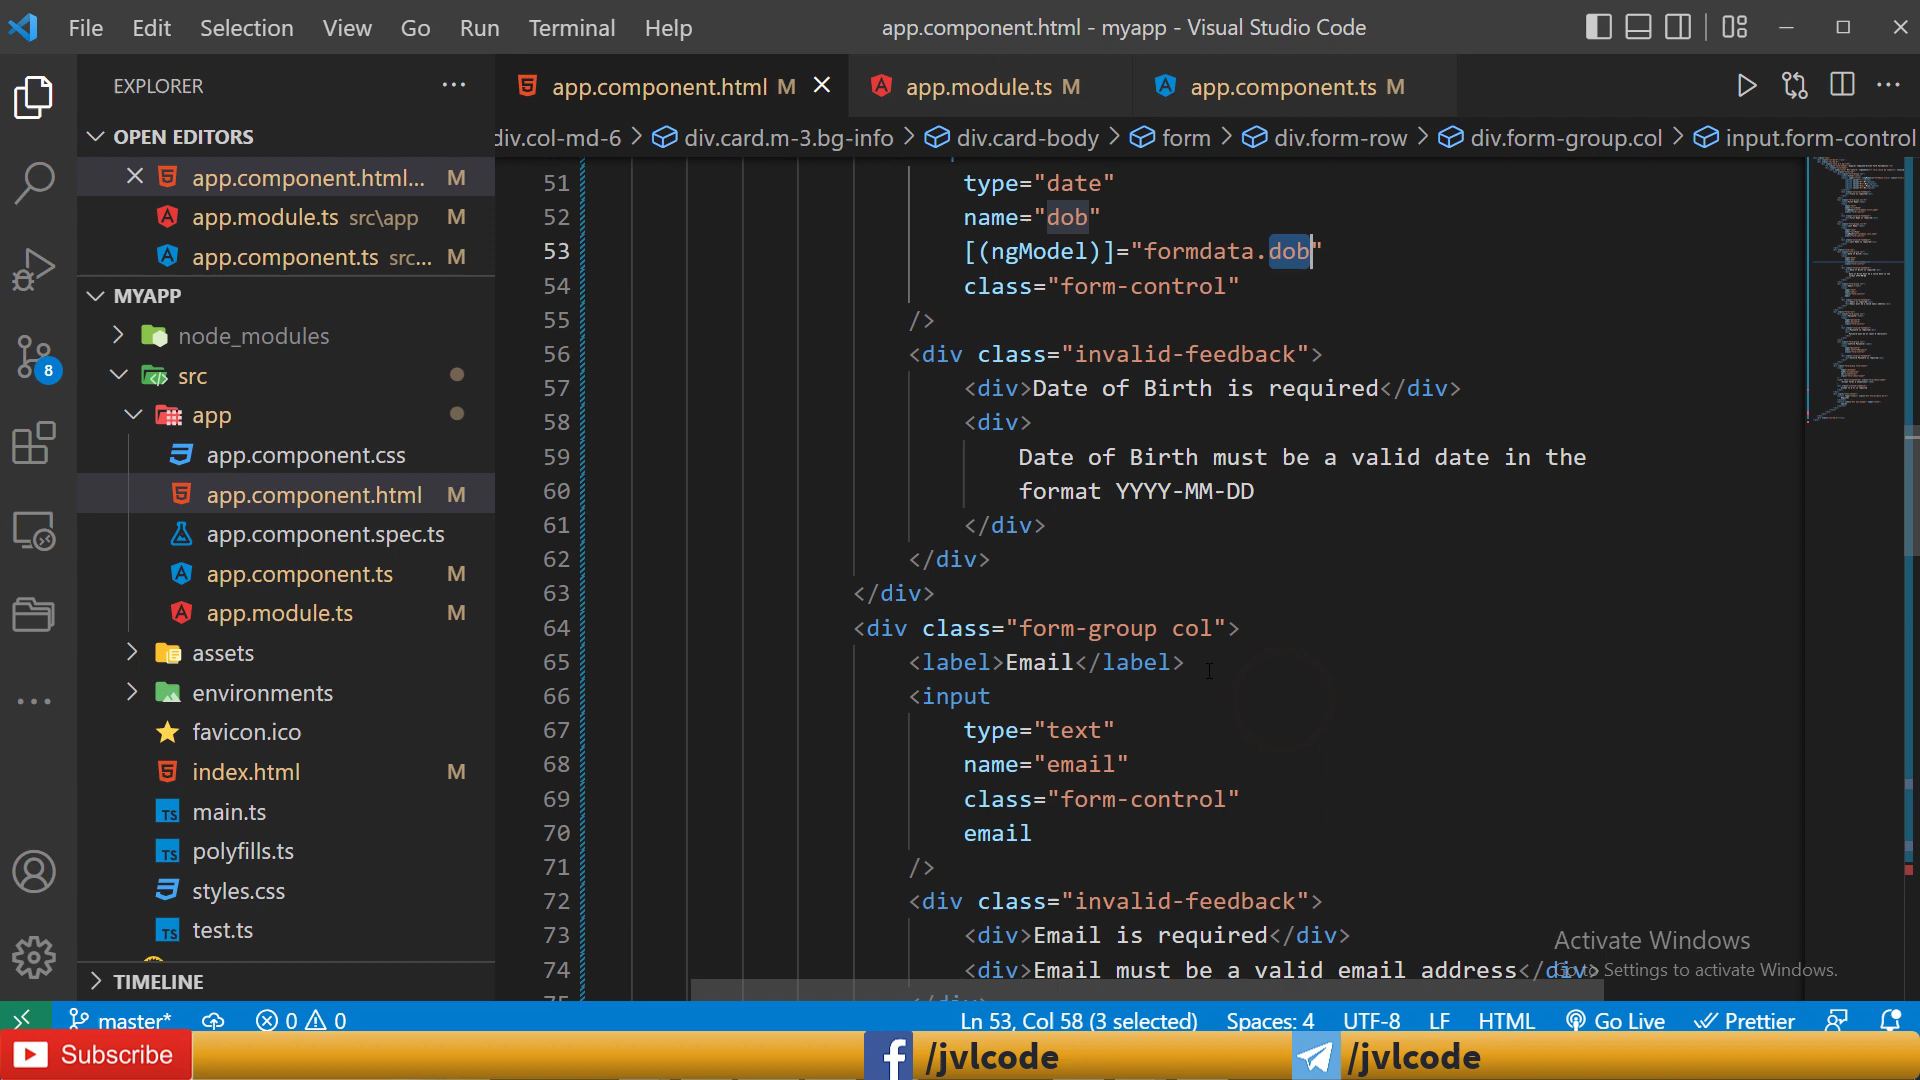 File Edit Selection View Go Run Terminal Help
app.component.html - myapp - Visual Studio Code
EXPLORER
OPEN EDITORS
app.component.html... M
app.module.ts src\app M
app.component.ts src... M
MYAPP
node_modules
src
app
app.component.css
app.component.html M
app.component.spec.ts
app.component.ts M
app.module.ts M
assets
environments
favicon.ico
index.html M
TS main.ts
TS polyfills.ts
styles.css
TS test.ts
TIMELINE
8
app.component.html M
app.module.ts M
app.component.ts M
div.col-md-6 > div.card.m-3.bg-info > div.card-body > form > div.form-row > div.form-group.col > input.form-control
51 type="date"
52 name="dob"
53 [(ngModel)]="formdata.dob"
54 class="form-control"
55 />
56 <div class="invalid-feedback">
57 <div>Date of Birth is required</div>
58 <div>
59 Date of Birth must be a valid date in the
60 format YYYY-MM-DD
61 </div>
62 </div>
63 </div>
64 <div class="form-group col">
65 <label>Email</label>
66 <input
67 type="text"
68 name="email"
69 class="form-control"
70 email
71 />
72 <div class="invalid-feedback">
73 <div>Email is required</div>
74 <div>Email must be a valid email address</div>
75 </div>
Activate Windows
Go to Settings to activate Windows.
master* 0 0 Ln 53, Col 58 (3 selected) Spaces: 4 UTF-8 LF HTML Go Live Prettier
Subscribe
/jvlcode
/jvlcode